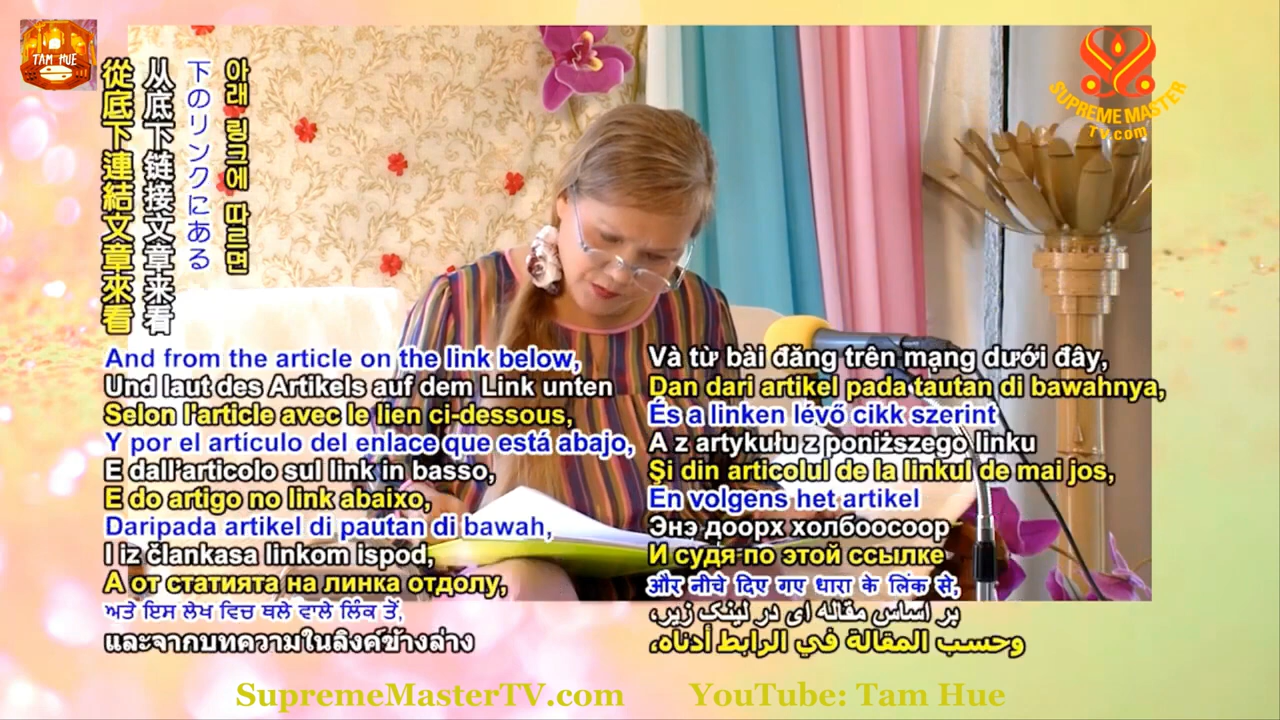 TAM HUE
SUPREME MASTER
TV.com
從底下連結文章來看
从底下链接文章来看
下のリンクにある
아래 링크에 따르면
And from the article on the link below,
Und laut des Artikels auf dem Link unten
Selon l'article avec le lien ci-dessous,
Y por el artículo del enlace que está abajo,
E dall'articolo sul link in basso,
E do artigo no link abaixo,
Daripada artikel di pautan di bawah,
I iz člankasa linkom ispod,
А от статията на линка отдолу,
ਅਤੇ ਇਸ ਲੇਖ ਵਿਚ ਥਲੇ ਵਾਲੇ ਲਿੰਕ ਤੋਂ,
และจากบทความในลิงค์ข้างล่าง
Và từ bài đăng trên mạng dưới đây,
Dan dari artikel pada tautan di bawahnya,
És a linken lévő cikk szerint
A z artykułu z poniższego linku
Și din articolul de la linkul de mai jos,
En volgens het artikel
Энэ доорх холбоосоор
И судя по этой ссылке
और नीचे दिए गए धारा के लिंक से,
بر اساس مقاله ای در لینک زیر،
وحسب المقالة في الرابط أدناه،
SupremeMasterTV.com
YouTube: Tam Hue